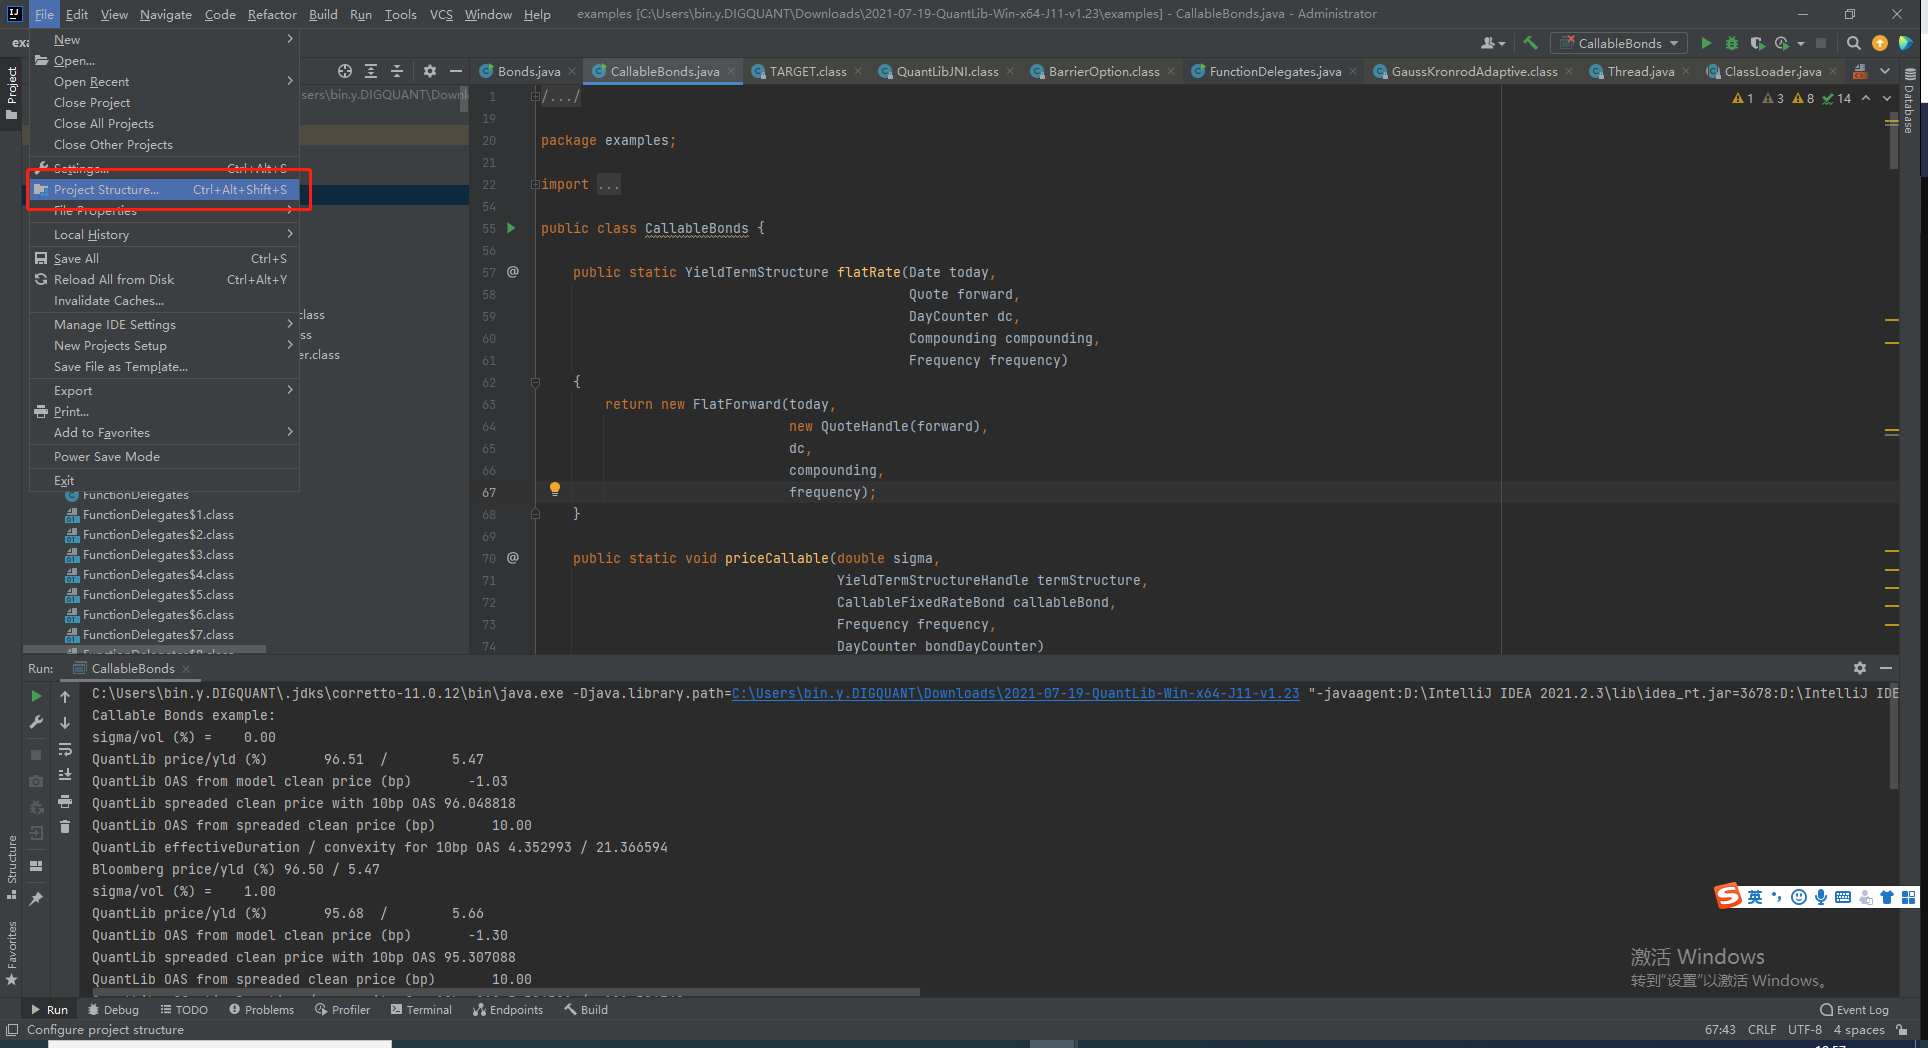 File Edit View Navigate Code Refactor Build Run Tools VCS Window Help examples [C:\Users\bin.y.DIGQUANT\Downloads\2021-07-19-QuantLib-Win-x64-J11-v1.23\examples] - CallableBonds.java - Administrator
CallableBonds
New
Open...
Open Recent
Close Project
Close All Projects
Close Other Projects
Settings... Ctrl+Alt+S
Project Structure... Ctrl+Alt+Shift+S
File Properties
Local History
Save All Ctrl+S
Reload All from Disk Ctrl+Alt+Y
Invalidate Caches...
Manage IDE Settings
New Projects Setup
Save File as Template...
Export
Print...
Add to Favorites
Power Save Mode
Exit
Project
sers\bin.y.DIGQUANT\Downl
class
ss
er.class
FunctionDelegates
FunctionDelegates$1.class
FunctionDelegates$2.class
FunctionDelegates$3.class
FunctionDelegates$4.class
FunctionDelegates$5.class
FunctionDelegates$6.class
FunctionDelegates$7.class
Bonds.java CallableBonds.java TARGET.class QuantLibJNI.class BarrierOption.class FunctionDelegates.java GaussKronrodAdaptive.class Thread.java ClassLoader.java
Database
1 3 8 14
1 /.../
19
20 package examples;
21
22 import ...
54
55 public class CallableBonds {
56
57 @ public static YieldTermStructure flatRate(Date today,
58 Quote forward,
59 DayCounter dc,
60 Compounding compounding,
61 Frequency frequency)
62 {
63 return new FlatForward(today,
64 new QuoteHandle(forward),
65 dc,
66 compounding,
67 frequency);
68 }
69
70 @ public static void priceCallable(double sigma,
71 YieldTermStructureHandle termStructure,
72 CallableFixedRateBond callableBond,
73 Frequency frequency,
74 DayCounter bondDayCounter)
Run: CallableBonds
C:\Users\bin.y.DIGQUANT\.jdks\corretto-11.0.12\bin\java.exe -Djava.library.path=C:\Users\bin.y.DIGQUANT\Downloads\2021-07-19-QuantLib-Win-x64-J11-v1.23 "-javaagent:D:\IntelliJ IDEA 2021.2.3\lib\idea_rt.jar=3678:D:\IntelliJ IDE
Callable Bonds example:
sigma/vol (%) = 0.00
QuantLib price/yld (%) 96.51 / 5.47
QuantLib OAS from model clean price (bp) -1.03
QuantLib spreaded clean price with 10bp OAS 96.048818
QuantLib OAS from spreaded clean price (bp) 10.00
QuantLib effectiveDuration / convexity for 10bp OAS 4.352993 / 21.366594
Bloomberg price/yld (%) 96.50 / 5.47
sigma/vol (%) = 1.00
QuantLib price/yld (%) 95.68 / 5.66
QuantLib OAS from model clean price (bp) -1.30
QuantLib spreaded clean price with 10bp OAS 95.307088
QuantLib OAS from spreaded clean price (bp) 10.00
Structure
Favorites
英
激活 Windows
转到“设置”以激活 Windows。
Run Debug TODO Problems Profiler Terminal Endpoints Build Event Log
Configure project structure 67:43 CRLF UTF-8 4 spaces